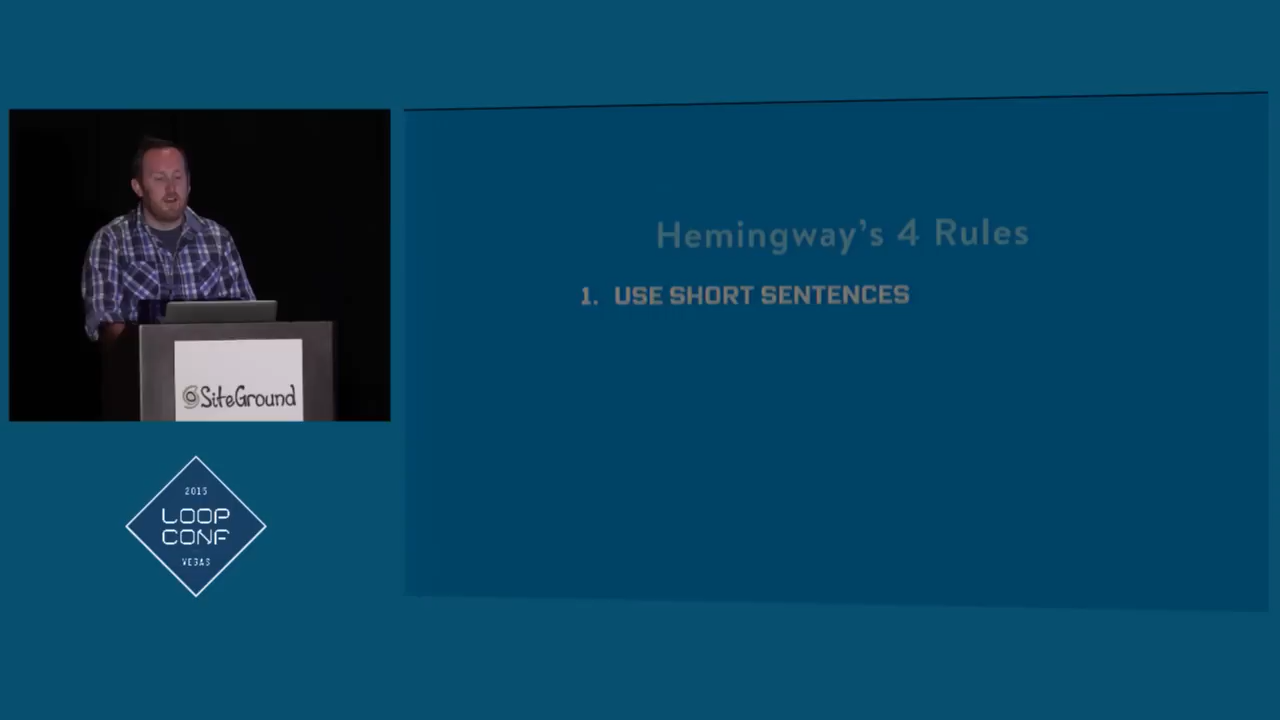 Hemingway's 4 Rules
1. USE SHORT SENTENCES
SiteGround
2015
LOOP
CONF
VEGAS